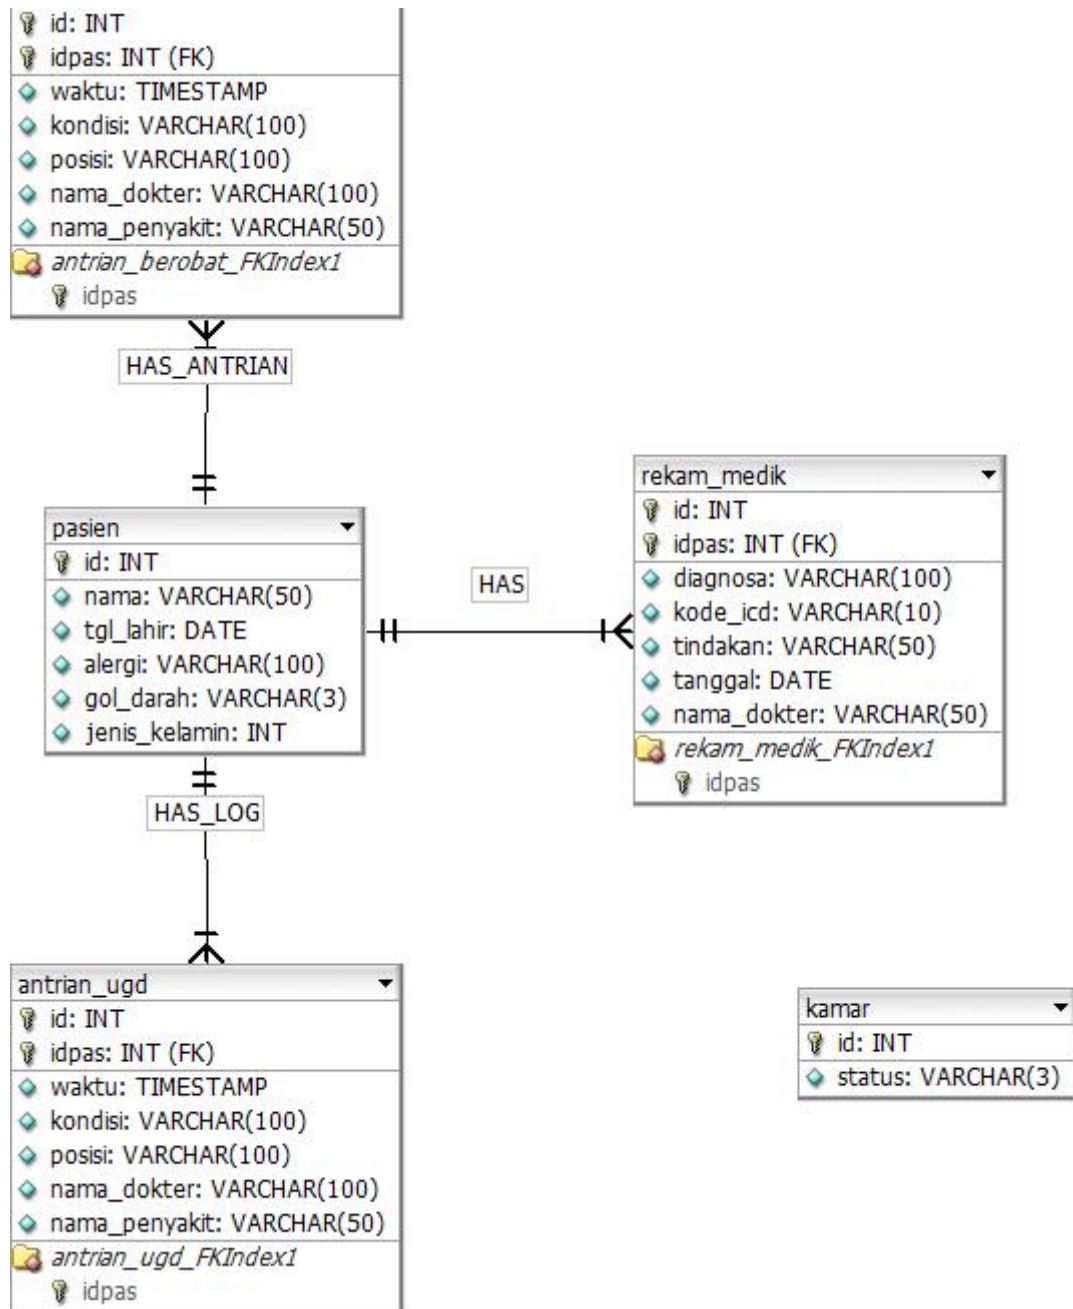 id: INT
idpas: INT (FK)
waktu: TIMESTAMP
kondisi: VARCHAR(100)
posisi: VARCHAR(100)
nama_dokter: VARCHAR(100)
nama_penyakit: VARCHAR(50)
antrian_berobat_FKIndex1
idpas
HAS_ANTRIAN
pasien
id: INT
nama: VARCHAR(50)
tgl_lahir: DATE
alergi: VARCHAR(100)
gol_darah: VARCHAR(3)
jenis_kelamin: INT
HAS
rekam_medik
id: INT
idpas: INT (FK)
diagnosa: VARCHAR(100)
kode_icd: VARCHAR(10)
tindakan: VARCHAR(50)
tanggal: DATE
nama_dokter: VARCHAR(50)
rekam_medik_FKIndex1
idpas
HAS_LOG
antrian_ugd
id: INT
idpas: INT (FK)
waktu: TIMESTAMP
kondisi: VARCHAR(100)
posisi: VARCHAR(100)
nama_dokter: VARCHAR(100)
nama_penyakit: VARCHAR(50)
antrian_ugd_FKIndex1
idpas
kamar
id: INT
status: VARCHAR(3)